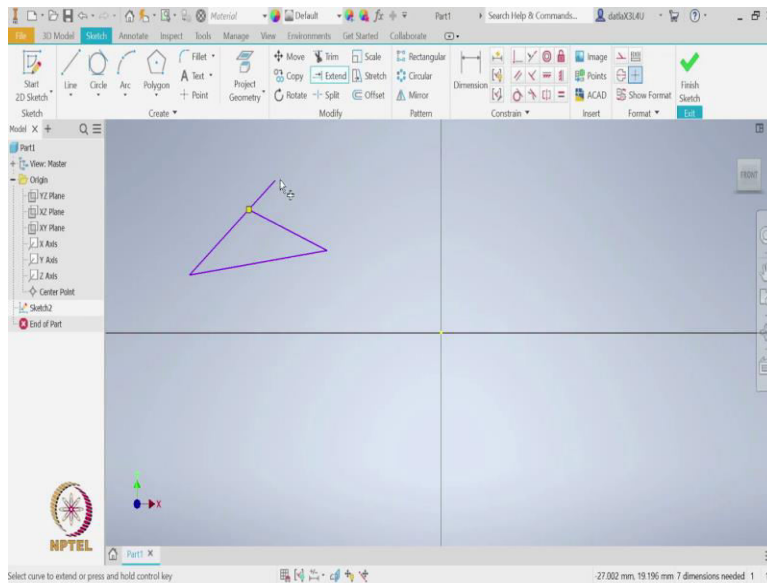 Material Default fx Part1 Search Help & Commands... datlaX3L4U
File 3D Model Sketch Annotate Inspect Tools Manage View Environments Get Started Collaborate
Start 2D Sketch Line Circle Arc Polygon Fillet Text Point Project Geometry
Move Trim Scale
Copy Extend Stretch
Rotate Split Offset
Rectangular
Circular
Mirror
Dimension
Image
Points
ACAD
Show Format
Finish Sketch
Sketch Create Modify Pattern Constrain Insert Format Exit
Model X +
Part1
View: Master
Origin
YZ Plane
XZ Plane
XY Plane
X Axis
Y Axis
Z Axis
Center Point
Sketch2
End of Part
FRONT
X
NPTEL
Part1 X
Select curve to extend or press and hold control key
-27.002 mm, 19.196 mm 7 dimensions needed 1